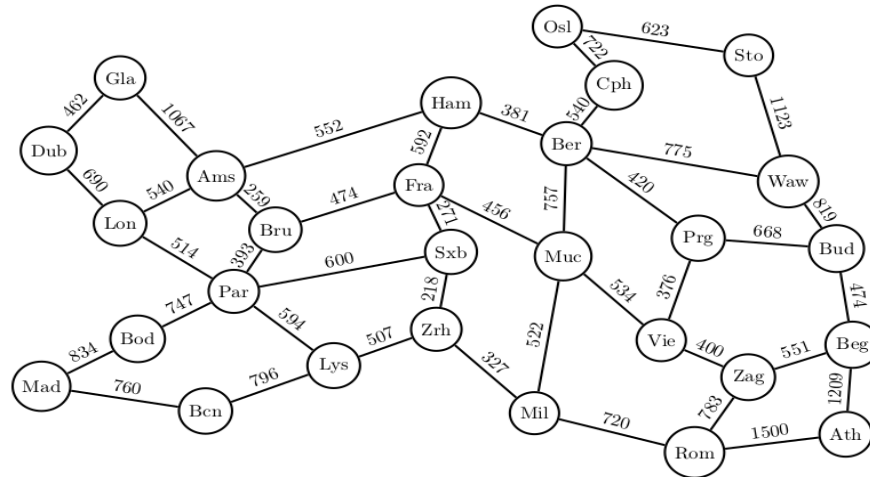 Osl
623
Sto
722
Gla
Cph
462
Ham
381
540
1123
1067
552
Ber
Dub
592
775
Ams
Fra
Waw
690
540
259
474
271
456
757
420
819
Lon
Bru
Prg
668
Bud
514
393
600
Sxb
Muc
Par
218
534
376
474
747
594
Bod
507
Zrh
522
Vie
400
551
Beg
834
Lys
327
Zag
Mad
760
796
783
1209
Bcn
Mil
720
1500
Ath
Rom